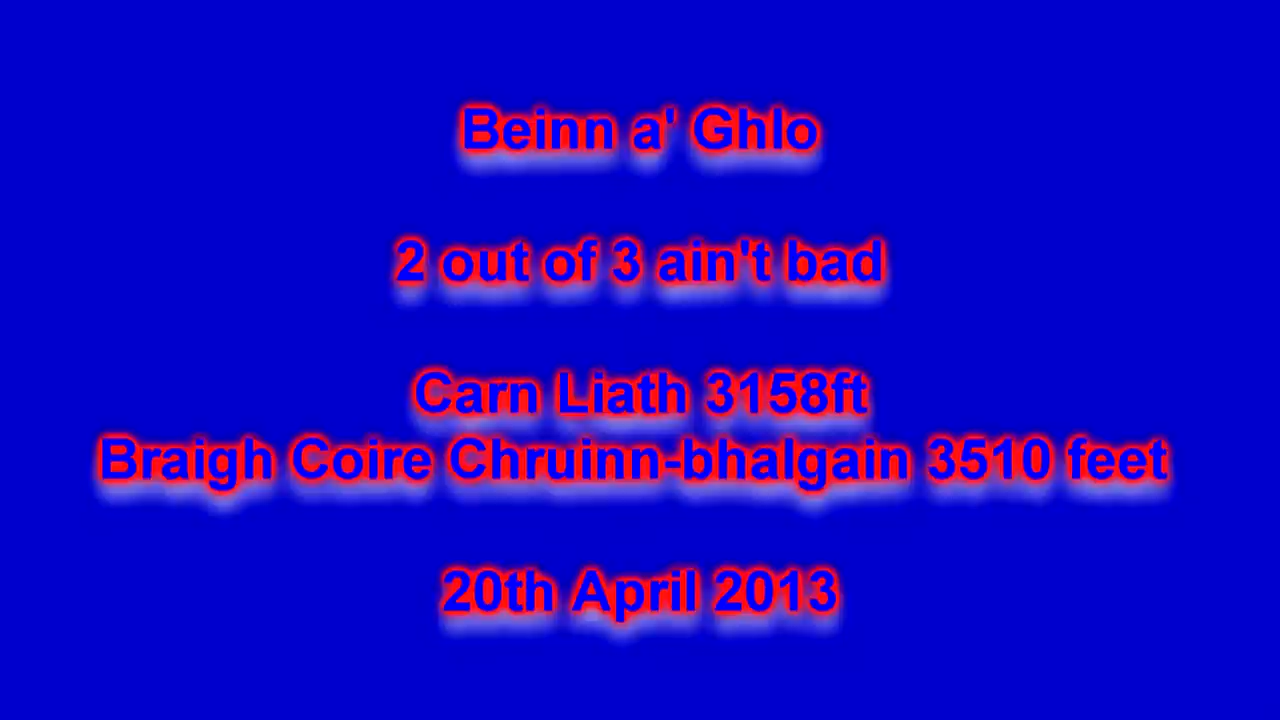 Beinn a' Ghlo
2 out of 3 ain't bad
Carn Liath 3158ft
Braigh Coire Chruinn-bhalgain 3510 feet
20th April 2013